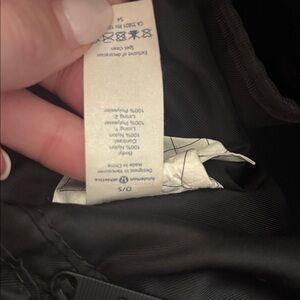 O/S
lululemon athletica
Designed in Vancouver
Made in China
Body:
100% Nylon
Contrast:
100% Nylon
Lining 1:
100% Polyester
Lining 2:
100% Polyester
Exclusive of decoration
Spot clean
54